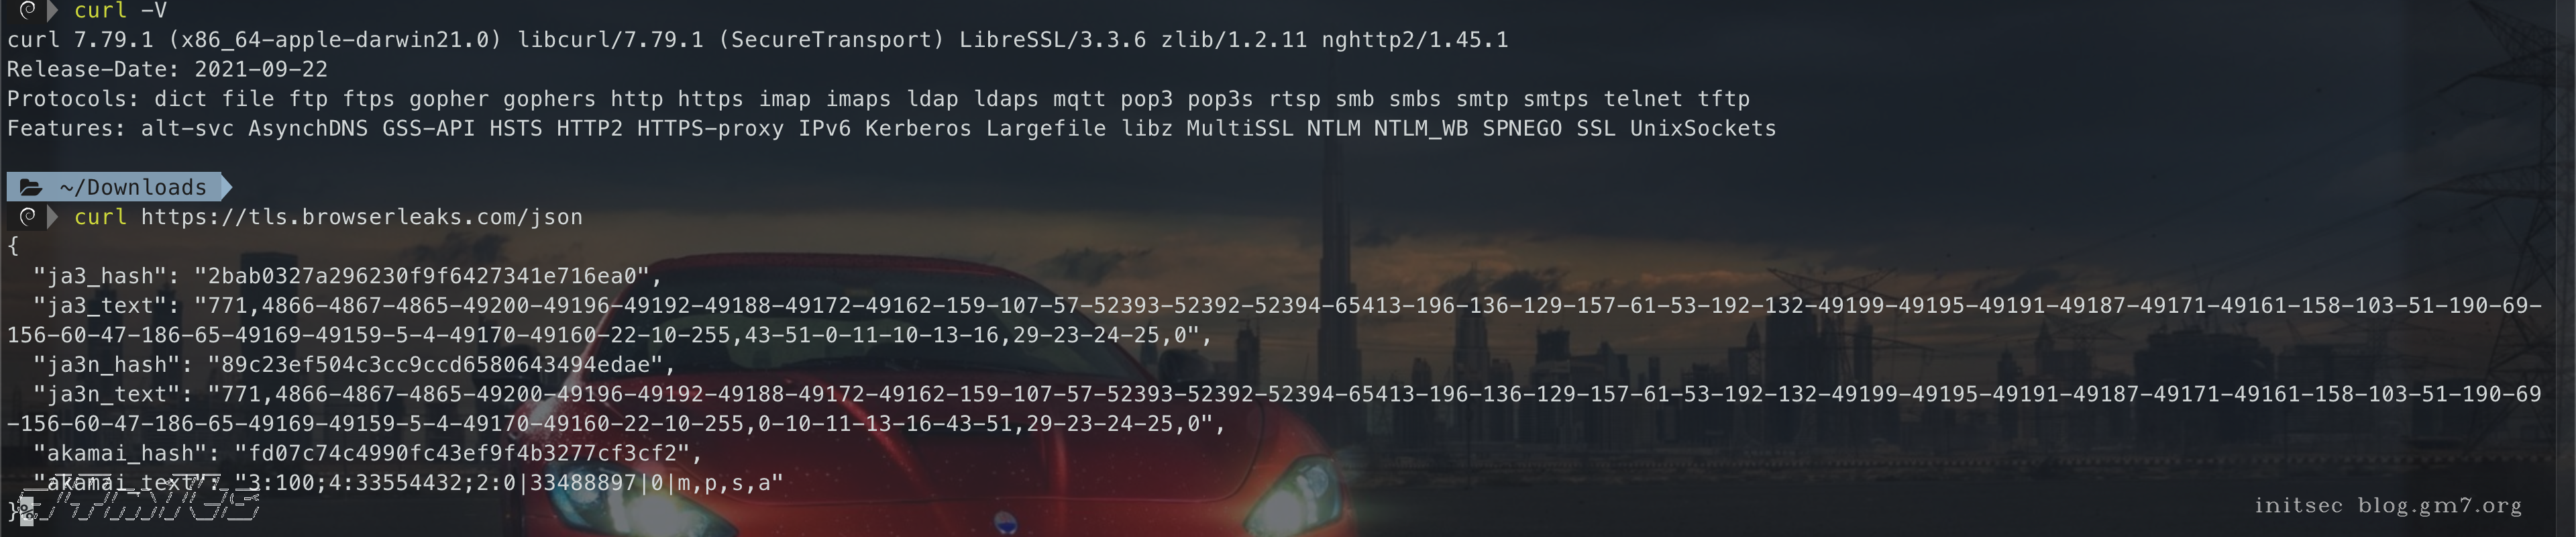 curl -V
curl 7.79.1 (x86_64-apple-darwin21.0) libcurl/7.79.1 (SecureTransport) LibreSSL/3.3.6 zlib/1.2.11 nghttp2/1.45.1
Release-Date: 2021-09-22
Protocols: dict file ftp ftps gopher gophers http https imap imaps ldap ldaps mqtt pop3 pop3s rtsp smb smbs smtp smtps telnet tftp
Features: alt-svc AsynchDNS GSS-API HSTS HTTP2 HTTPS-proxy IPv6 Kerberos Largefile libz MultiSSL NTLM NTLM_WB SPNEGO SSL UnixSockets
~/Downloads
curl https://tls.browserleaks.com/json
{
"ja3_hash": "2bab0327a296230f9f6427341e716ea0",
"ja3_text": "771,4866-4867-4865-49200-49196-49192-49188-49172-49162-159-107-57-52393-52392-52394-65413-196-136-129-157-61-53-192-132-49199-49195-49191-49187-49171-49161-158-103-51-190-69-
156-60-47-186-65-49169-49159-5-4-49170-49160-22-10-255,43-51-0-11-10-13-16,29-23-24-25,0",
"ja3n_hash": "89c23ef504c3cc9ccd6580643494edae",
"ja3n_text": "771,4866-4867-4865-49200-49196-49192-49188-49172-49162-159-107-57-52393-52392-52394-65413-196-136-129-157-61-53-192-132-49199-49195-49191-49187-49171-49161-158-103-51-190-69
-156-60-47-186-65-49169-49159-5-4-49170-49160-22-10-255,0-10-11-13-16-43-51,29-23-24-25,0",
"akamai_hash": "fd07c74c4990fc43ef9f4b3277cf3cf2",
"akamai_text": "3:100;4:33554432;2:0|33488897|0|m,p,s,a"
}%
initsec blog.gm7.org